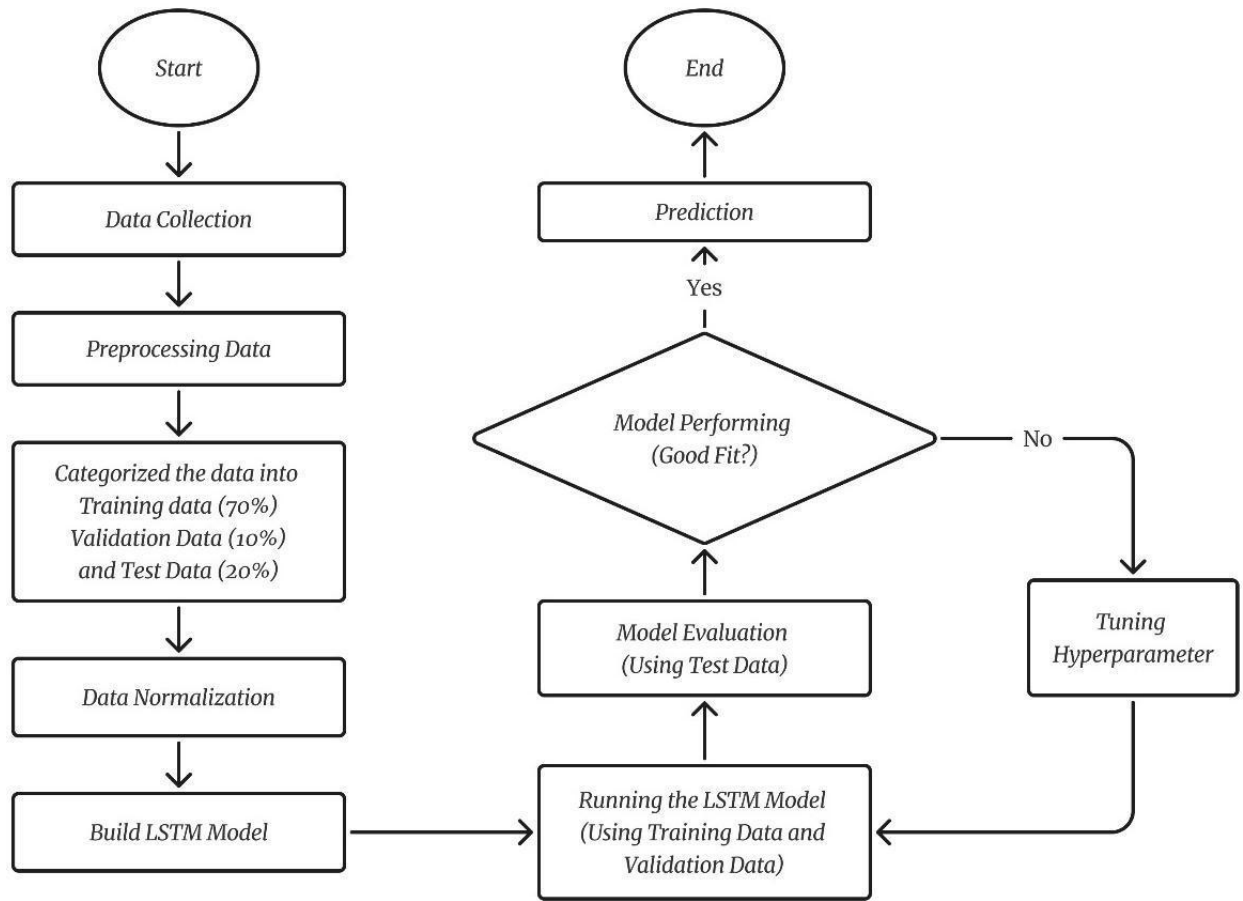 Start
Data Collection
Preprocessing Data
Categorized the data into
Training data (70%)
Validation Data (10%)
and Test Data (20%)
Data Normalization
Build LSTM Model
Running the LSTM Model
(Using Training Data and
Validation Data)
Model Evaluation
(Using Test Data)
Model Performing
(Good Fit?)
No
Tuning
Hyperparameter
Yes
Prediction
End